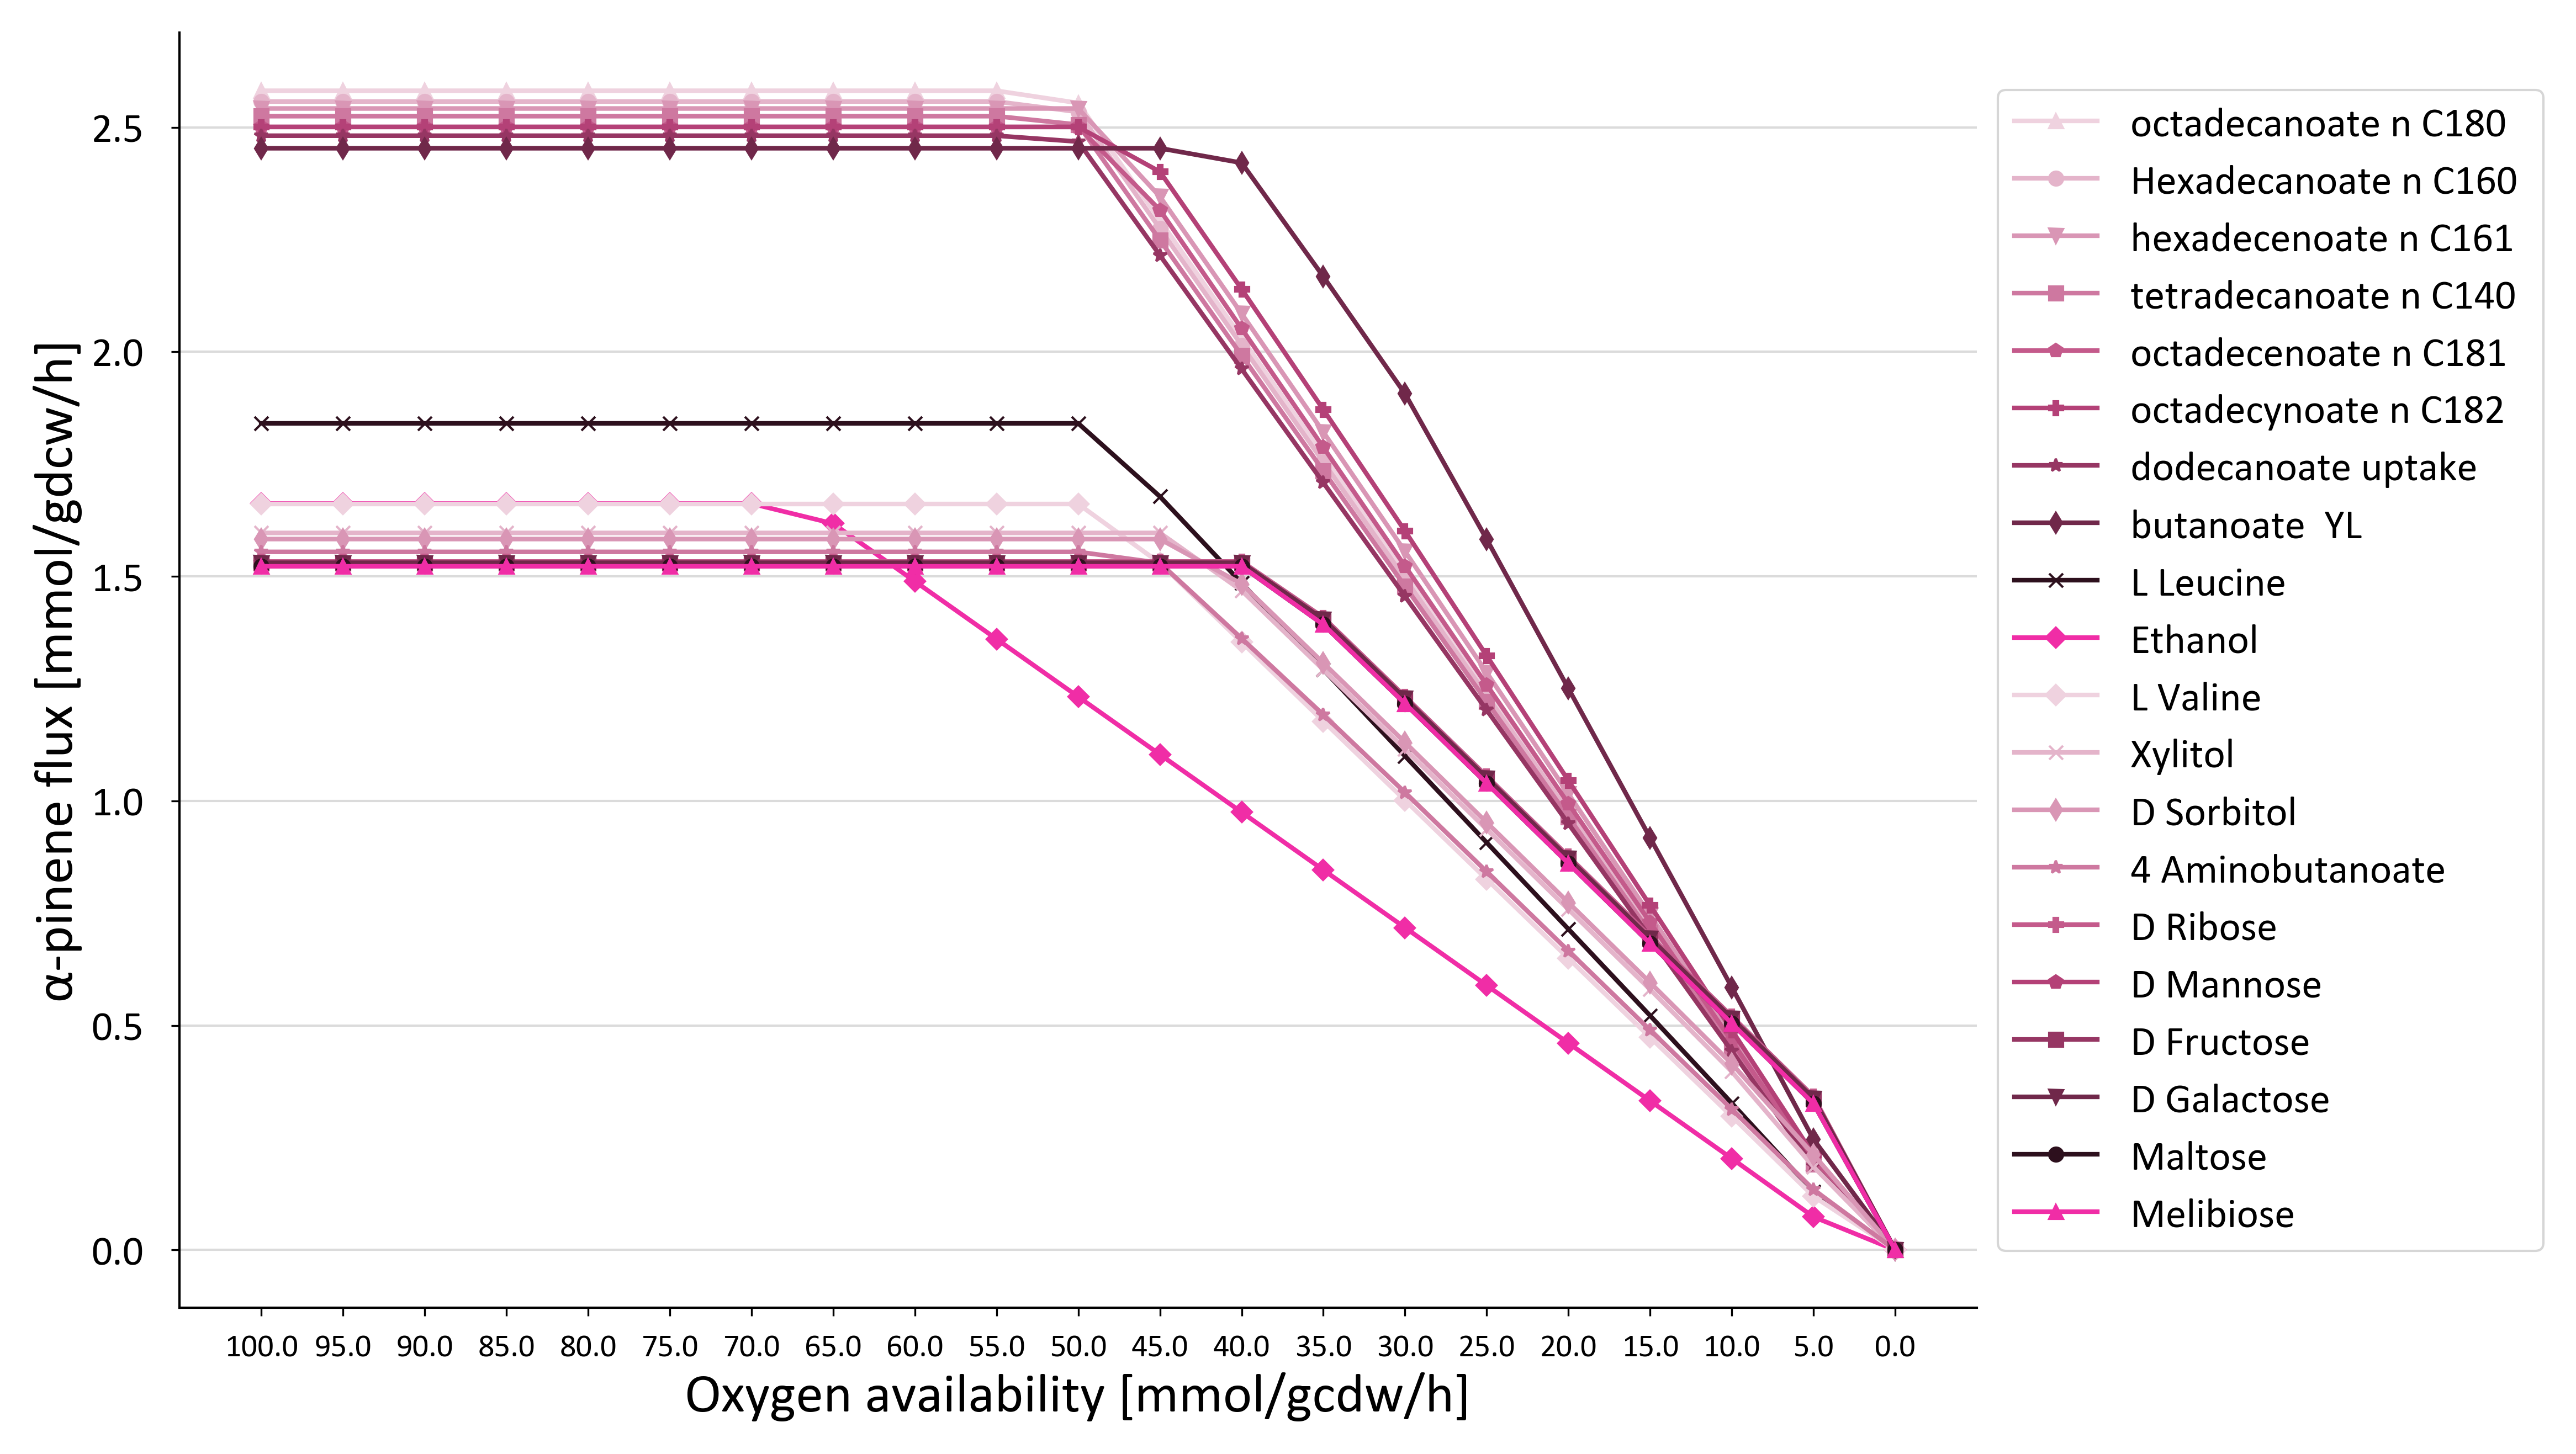 α-pinene flux [mmol/gdcw/h]
2.5
2.0
1.5
1.0
0.5
0.0
100.0 95.0 90.0 85.0 80.0 75.0 70.0 65.0 60.0 55.0 50.0 45.0 40.0 35.0 30.0 25.0 20.0 15.0 10.0 5.0 0.0
Oxygen availability [mmol/gcdw/h]
octadecanoate n C180
Hexadecanoate n C160
hexadecenoate n C161
tetradecanoate n C140
octadecenoate n C181
octadecynoate n C182
dodecanoate uptake
butanoate  YL
L Leucine
Ethanol
L Valine
Xylitol
D Sorbitol
4 Aminobutanoate
D Ribose
D Mannose
D Fructose
D Galactose
Maltose
Melibiose